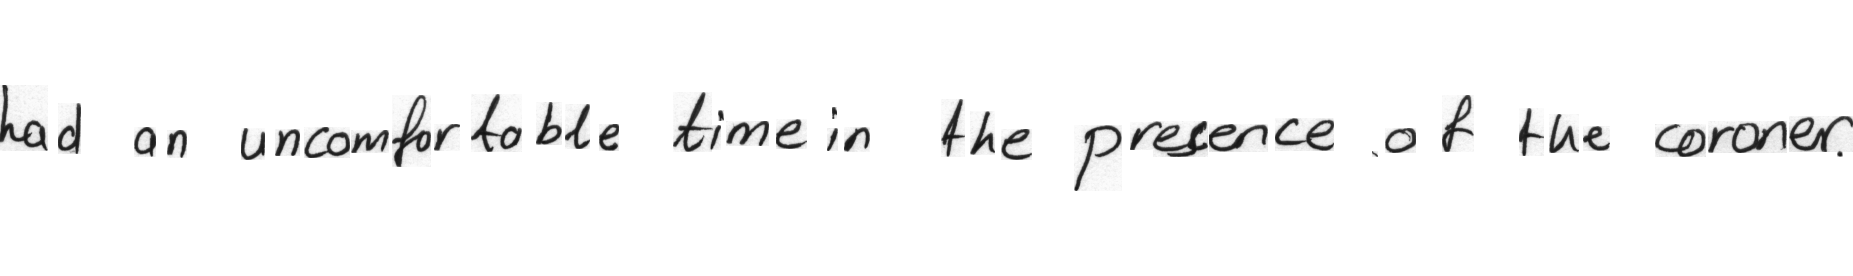 had an uncomfortable time in the presence of the coroner.